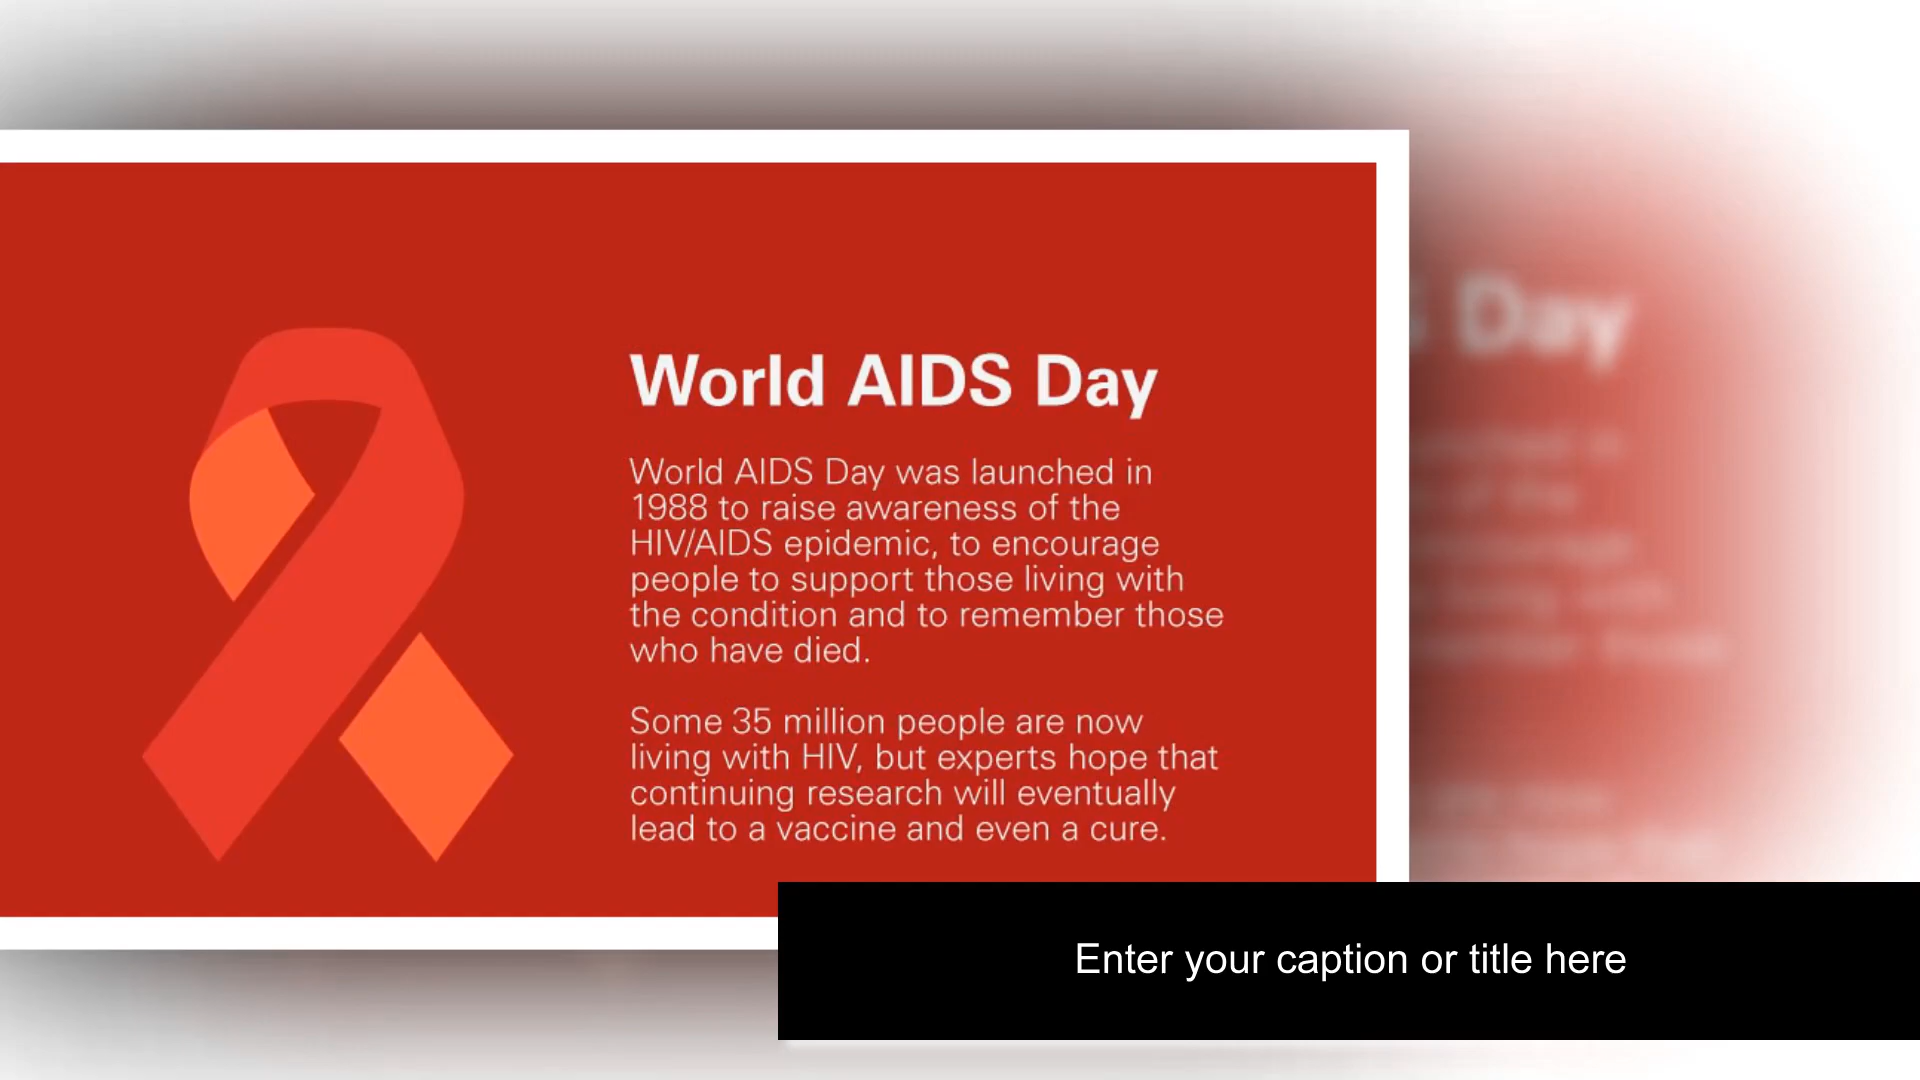 World AIDS Day
World AIDS Day was launched in
1988 to raise awareness of the
HIV/AIDS epidemic, to encourage
people to support those living with
the condition and to remember those
who have died.
Some 35 million people are now
living with HIV, but experts hope that
continuing research will eventually
lead to a vaccine and even a cure.
Enter your caption or title here